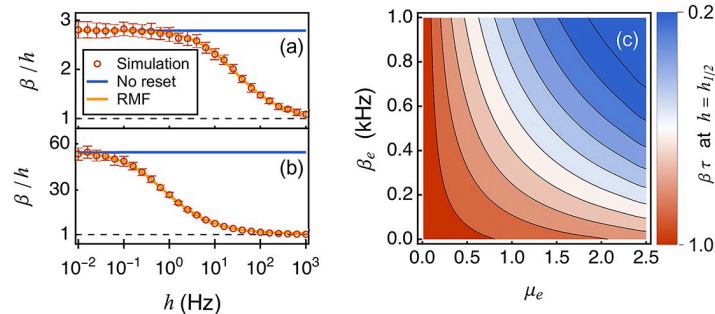 3
2
1
β / h
(a)
Simulation
No reset
RMF
60
30
1
β / h
(b)
10⁻² 10⁻¹ 10⁰ 10¹ 10² 10³
h (Hz)
1.0
0.8
0.6
0.4
0.2
0.0
βₑ (kHz)
(c)
0.0 0.5 1.0 1.5 2.0 2.5
μₑ
0.2
β τ at h = h₁/₂
1.0